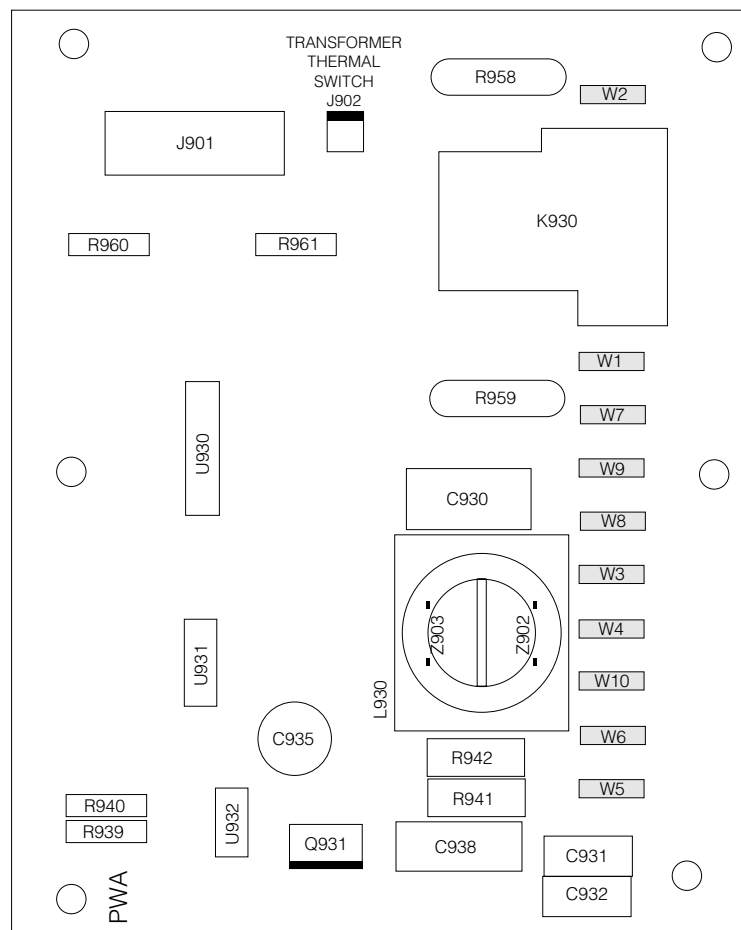 TRANSFORMER
THERMAL
SWITCH
J902
R958
W2
J901
K930
R960
R961
W1
R959
W7
U930
W9
C930
W8
W3
Z903
Z902
W4
U931
W10
L930
C935
W6
R942
W5
R941
R940
R939
U932
Q931
C938
C931
C932
PWA